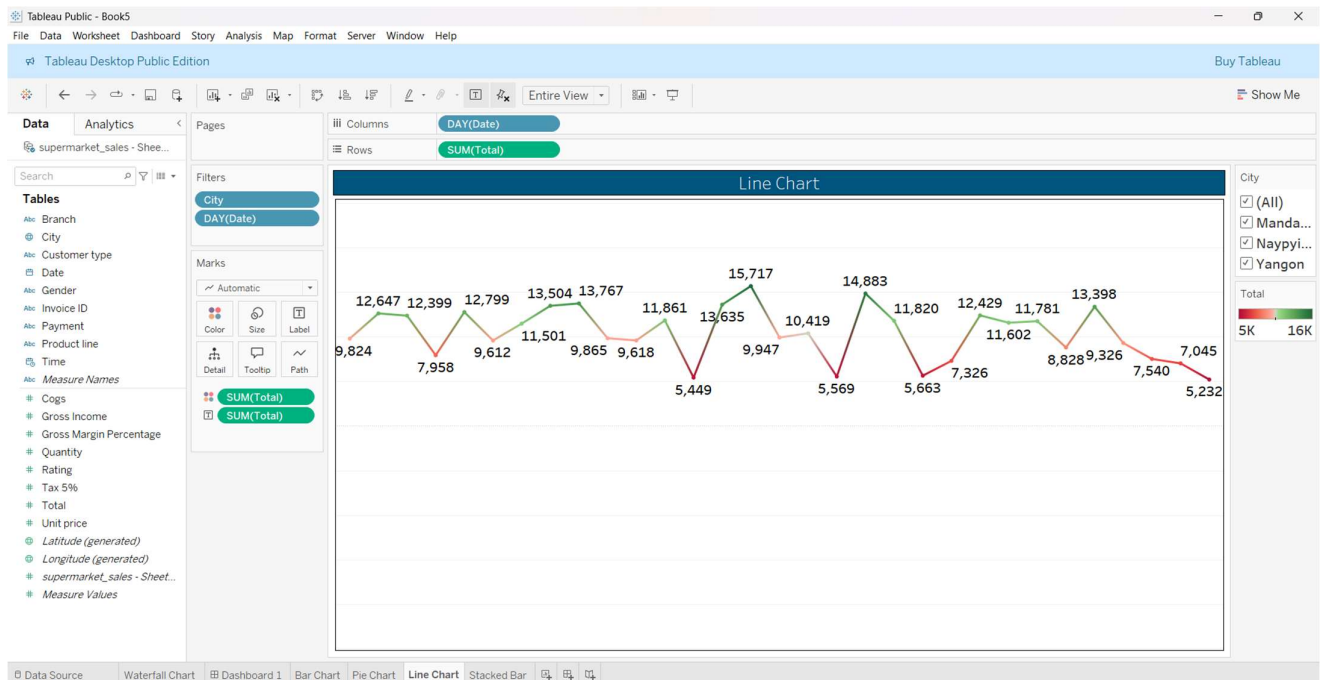 Tableau Public - Book5
File Data Worksheet Dashboard Story Analysis Map Format Server Window Help
Tableau Desktop Public Edition
Buy Tableau
Entire View
Show Me
Data Analytics
supermarket_sales - Shee...
Search
Tables
Abc Branch
City
Abc Customer type
Date
Abc Gender
Abc Invoice ID
Abc Payment
Abc Product line
Time
Abc Measure Names
# Cogs
# Gross Income
# Gross Margin Percentage
# Quantity
# Rating
# Tax 5%
# Total
# Unit price
Latitude (generated)
Longitude (generated)
# supermarket_sales - Sheet...
# Measure Values
Pages
Filters
City
DAY(Date)
Marks
Automatic
Color Size Label
Detail Tooltip Path
SUM(Total)
SUM(Total)
Columns DAY(Date)
Rows SUM(Total)
Line Chart
9,824
12,647
12,399
7,958
12,799
9,612
11,501
13,504
13,767
9,865
9,618
11,861
5,449
13,635
15,717
9,947
10,419
5,569
14,883
11,820
5,663
7,326
12,429
11,602
11,781
8,828
13,398
9,326
7,540
7,045
5,232
City
(All)
Manda...
Naypyi...
Yangon
Total
5K 16K
Data Source Waterfall Chart Dashboard 1 Bar Chart Pie Chart Line Chart Stacked Bar